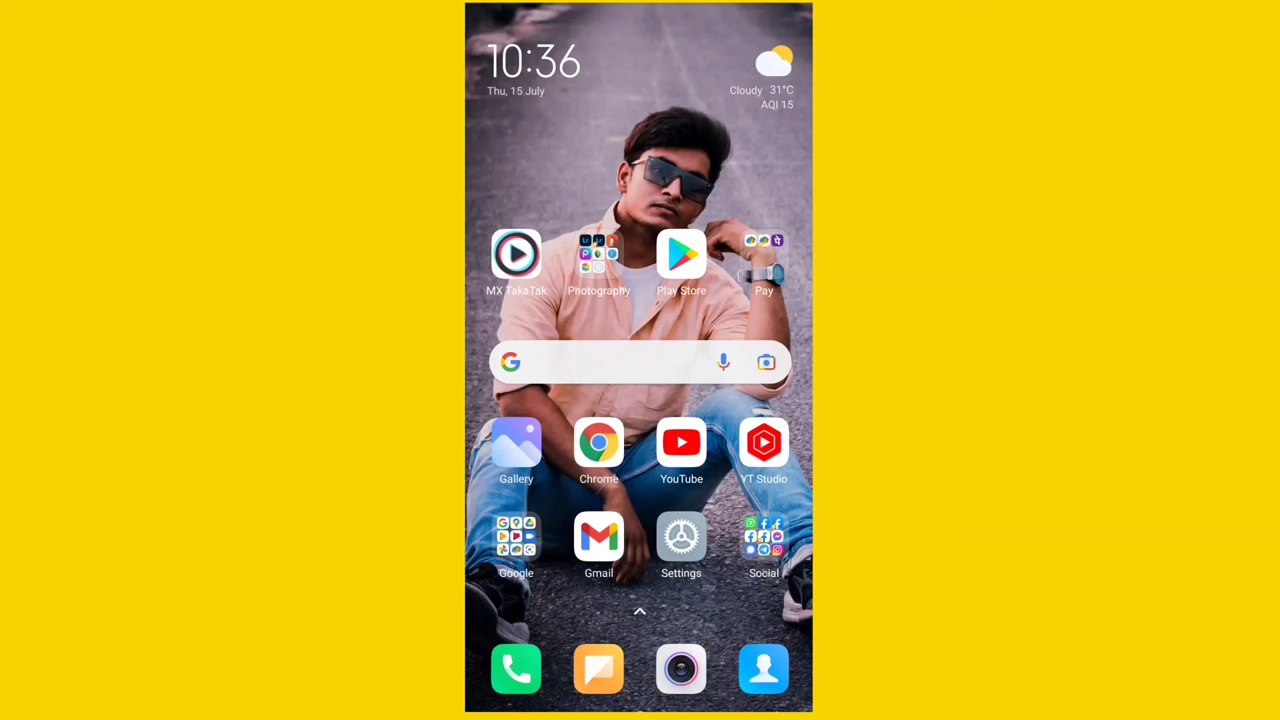 10:36
Thu, 15 July
Cloudy 31°C
AQI 15
MX TakaTak
Photography
Play Store
Pay
Gallery
Chrome
YouTube
YT Studio
Google
Gmail
Settings
Social